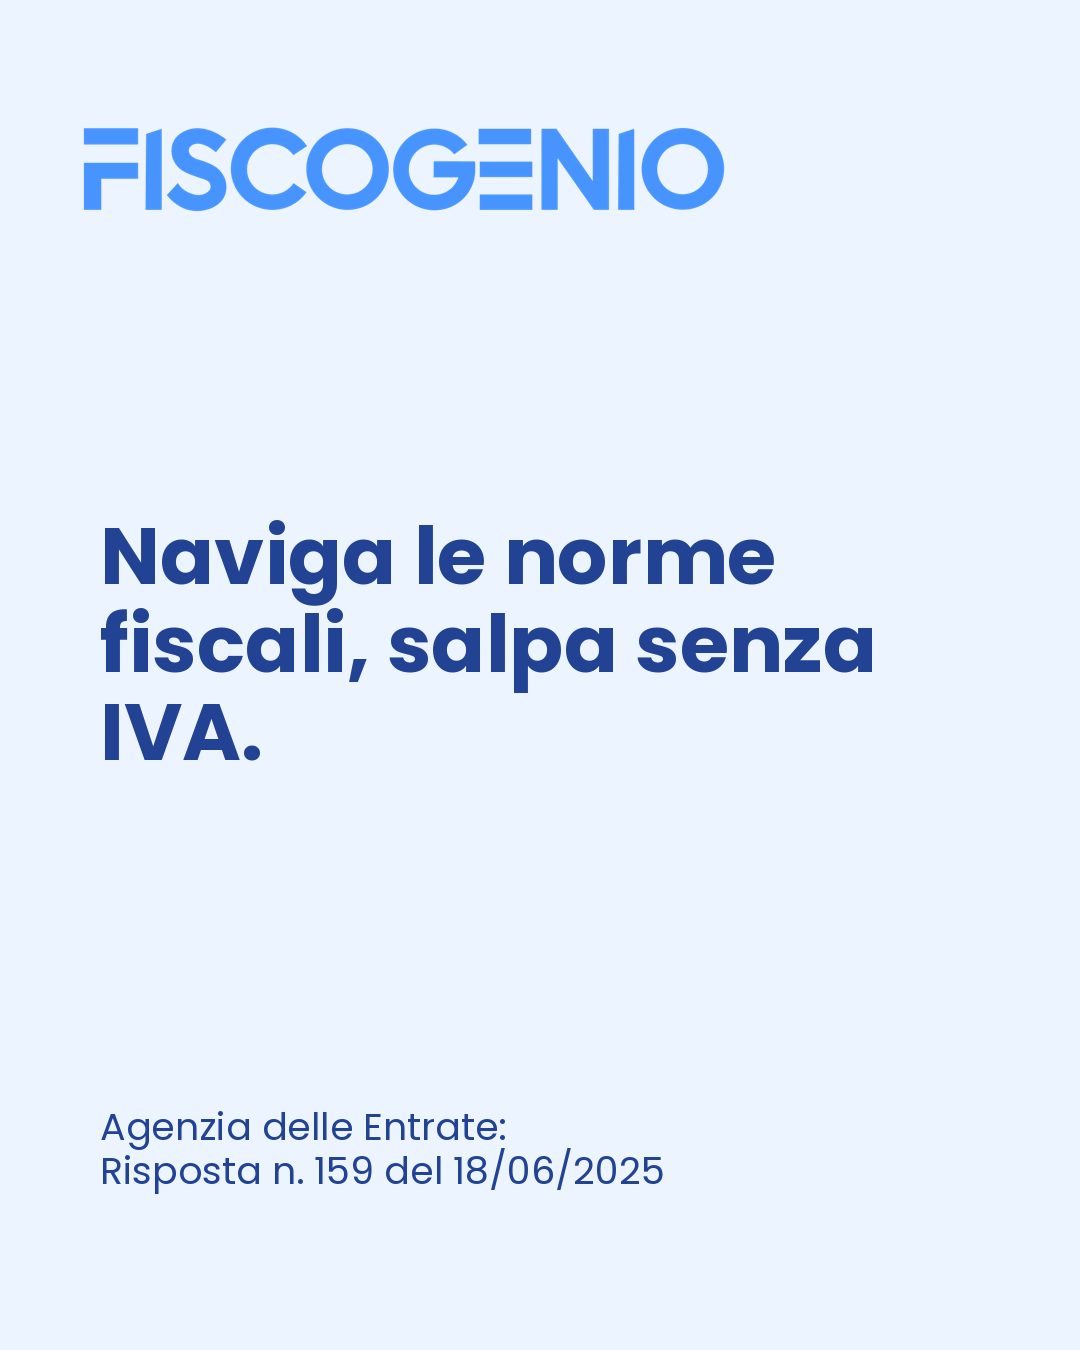 FISCOGENIO
Naviga le norme
fiscali, salpa senza
IVA.
Agenzia delle Entrate:
Risposta n. 159 del 18/06/2025